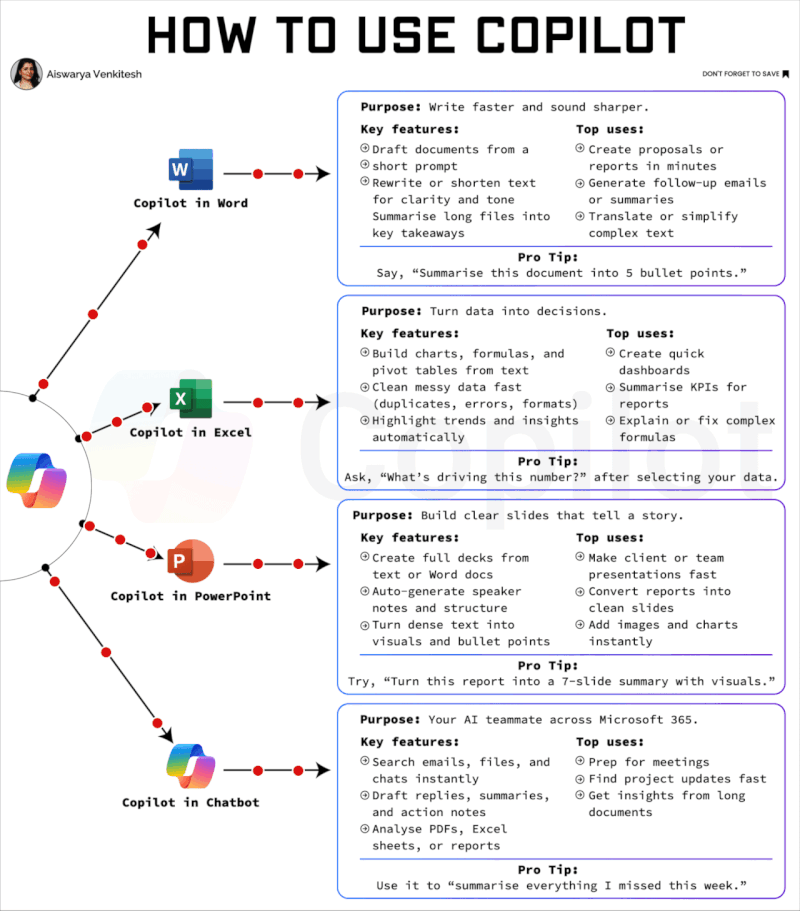 HOW TO USE COPILOT
Aiswarya Venkitesh
DON'T FORGET TO SAVE
Copilot
W
Copilot in Word
Purpose: Write faster and sound sharper.
Key features:
Draft documents from a
short prompt
Rewrite or shorten text
for clarity and tone
Summarise long files into
key takeaways
Top uses:
Create proposals or
reports in minutes
Generate follow-up emails
or summaries
Translate or simplify
complex text
Pro Tip:
Say, “Summarise this document into 5 bullet points.”
X
Copilot in Excel
Purpose: Turn data into decisions.
Key features:
Build charts, formulas, and
pivot tables from text
Clean messy data fast
(duplicates, errors, formats)
Highlight trends and insights
automatically
Top uses:
Create quick
dashboards
Summarise KPIs for
reports
Explain or fix complex
formulas
Pro Tip:
Ask, “What’s driving this number?” after selecting your data.
P
Copilot in PowerPoint
Purpose: Build clear slides that tell a story.
Key features:
Create full decks from
text or Word docs
Auto-generate speaker
notes and structure
Turn dense text into
visuals and bullet points
Top uses:
Make client or team
presentations fast
Convert reports into
clean slides
Add images and charts
instantly
Pro Tip:
Try, “Turn this report into a 7-slide summary with visuals.”
Copilot in Chatbot
Purpose: Your AI teammate across Microsoft 365.
Key features:
Search emails, files, and
chats instantly
Draft replies, summaries,
and action notes
Analyse PDFs, Excel
sheets, or reports
Top uses:
Prep for meetings
Find project updates fast
Get insights from long
documents
Pro Tip:
Use it to “summarise everything I missed this week.”